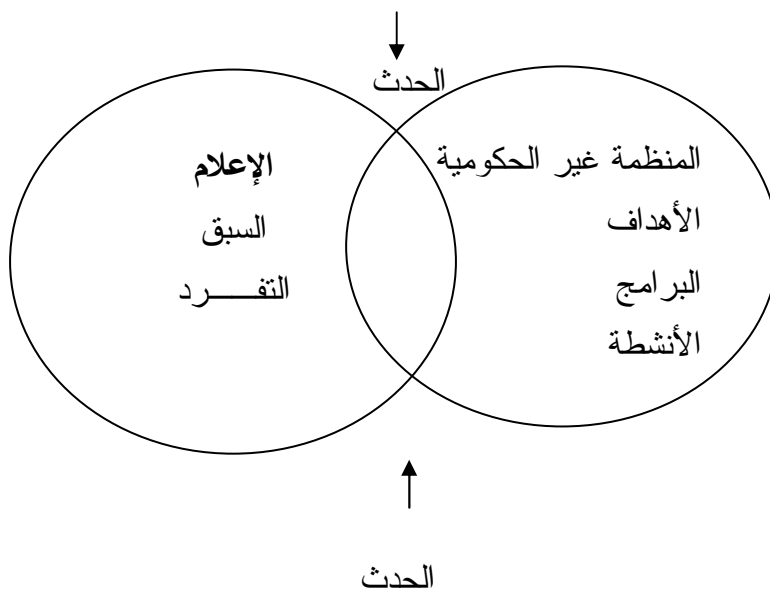 الحدث
المنظمة غير الحكومية
الأهداف
البرامج
الأنشطة
الإعلام
السبق
التفـــــرد
الحدث